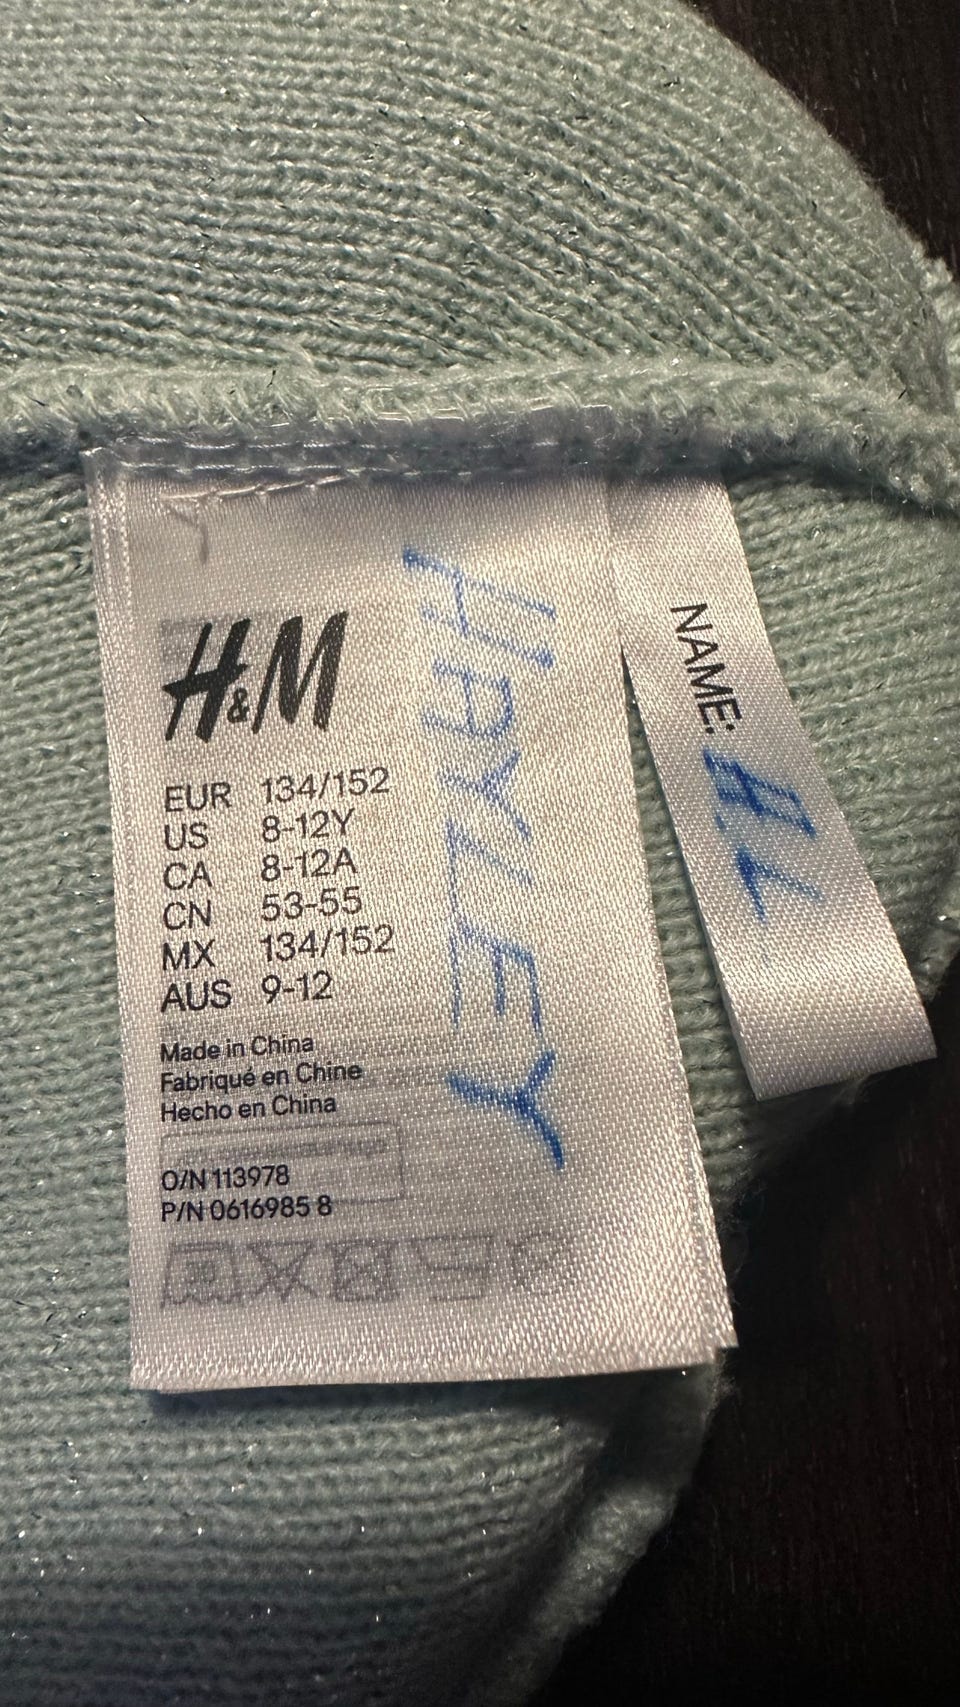 H&M
EUR 134/152
US 8-12Y
CA 8-12A
CN 53-55
MX 134/152
AUS 9-12
Made in China
Fabriqué en Chine
Hecho en China
O/N 113978
P/N 0616985 8
HAYLEY
NAME: H.L